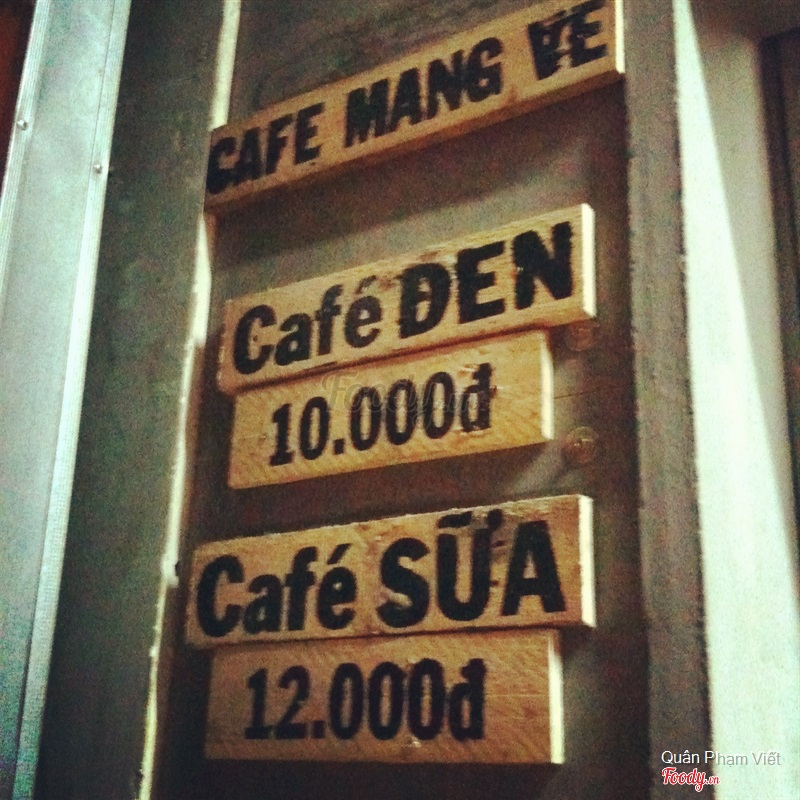 CAFE MANG VỀ
Café ĐEN
10.000đ
Café SỮA
12.000đ
Quân Phạm Viết
Foody.vn